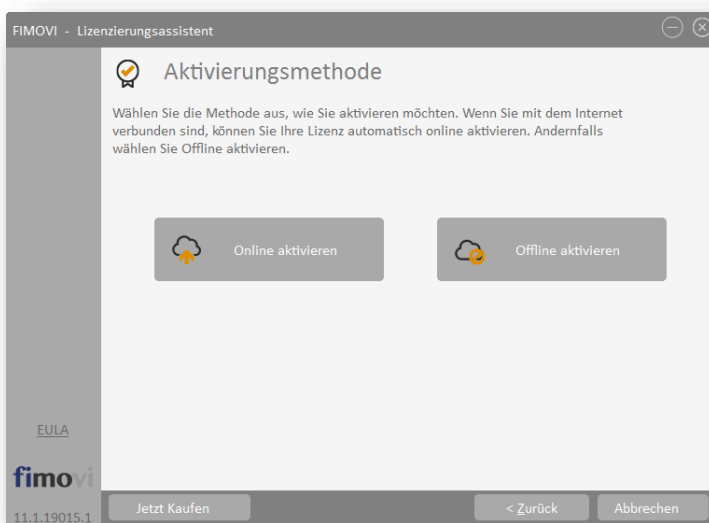 FIMOVI - Lizenzierungsassistent
Aktivierungsmethode
Wählen Sie die Methode aus, wie Sie aktivieren möchten. Wenn Sie mit dem Internet
verbunden sind, können Sie Ihre Lizenz automatisch online aktivieren. Andernfalls
wählen Sie Offline aktivieren.
Online aktivieren
Offline aktivieren
EULA
fimovi
11.1.19015.1
Jetzt Kaufen
< Zurück
Abbrechen